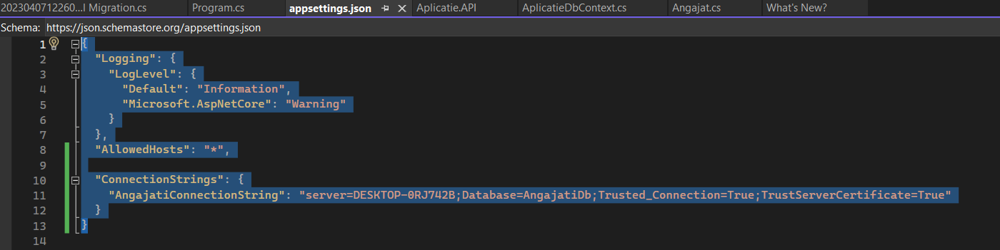 2023040712260...l Migration.cs Program.cs appsettings.json Aplicatie.API AplicatieDbContext.cs Angajat.cs What's New?
Schema: https://json.schemastore.org/appsettings.json
1 {
2 "Logging": {
3 "LogLevel": {
4 "Default": "Information",
5 "Microsoft.AspNetCore": "Warning"
6 }
7 },
8 "AllowedHosts": "*",
9
10 "ConnectionStrings": {
11 "AngajatiConnectionString": "server=DESKTOP-0RJ742B;Database=AngajatiDb;Trusted_Connection=True;TrustServerCertificate=True"
12 }
13 }
14